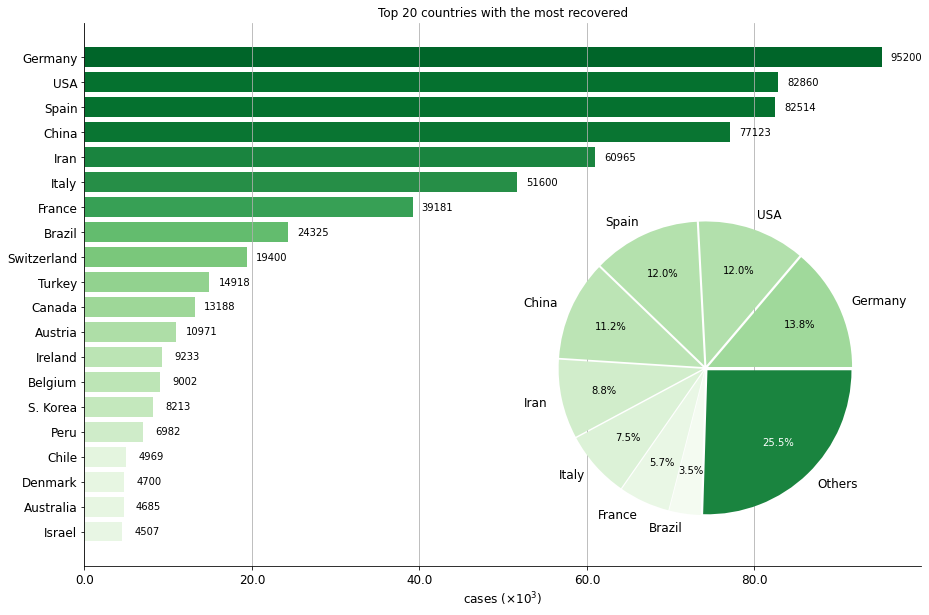 Top 20 countries with the most recovered
Germany 95200
USA 82860
Spain 82514
China 77123
Iran 60965
Italy 51600
France 39181
Brazil 24325
Switzerland 19400
Turkey 14918
Canada 13188
Austria 10971
Ireland 9233
Belgium 9002
S. Korea 8213
Peru 6982
Chile 4969
Denmark 4700
Australia 4685
Israel 4507
0.0 20.0 40.0 60.0 80.0
cases (×10³)
Germany
13.8%
USA
12.0%
Spain
12.0%
China
11.2%
Iran
8.8%
Italy
7.5%
France
5.7%
Brazil
3.5%
Others
25.5%